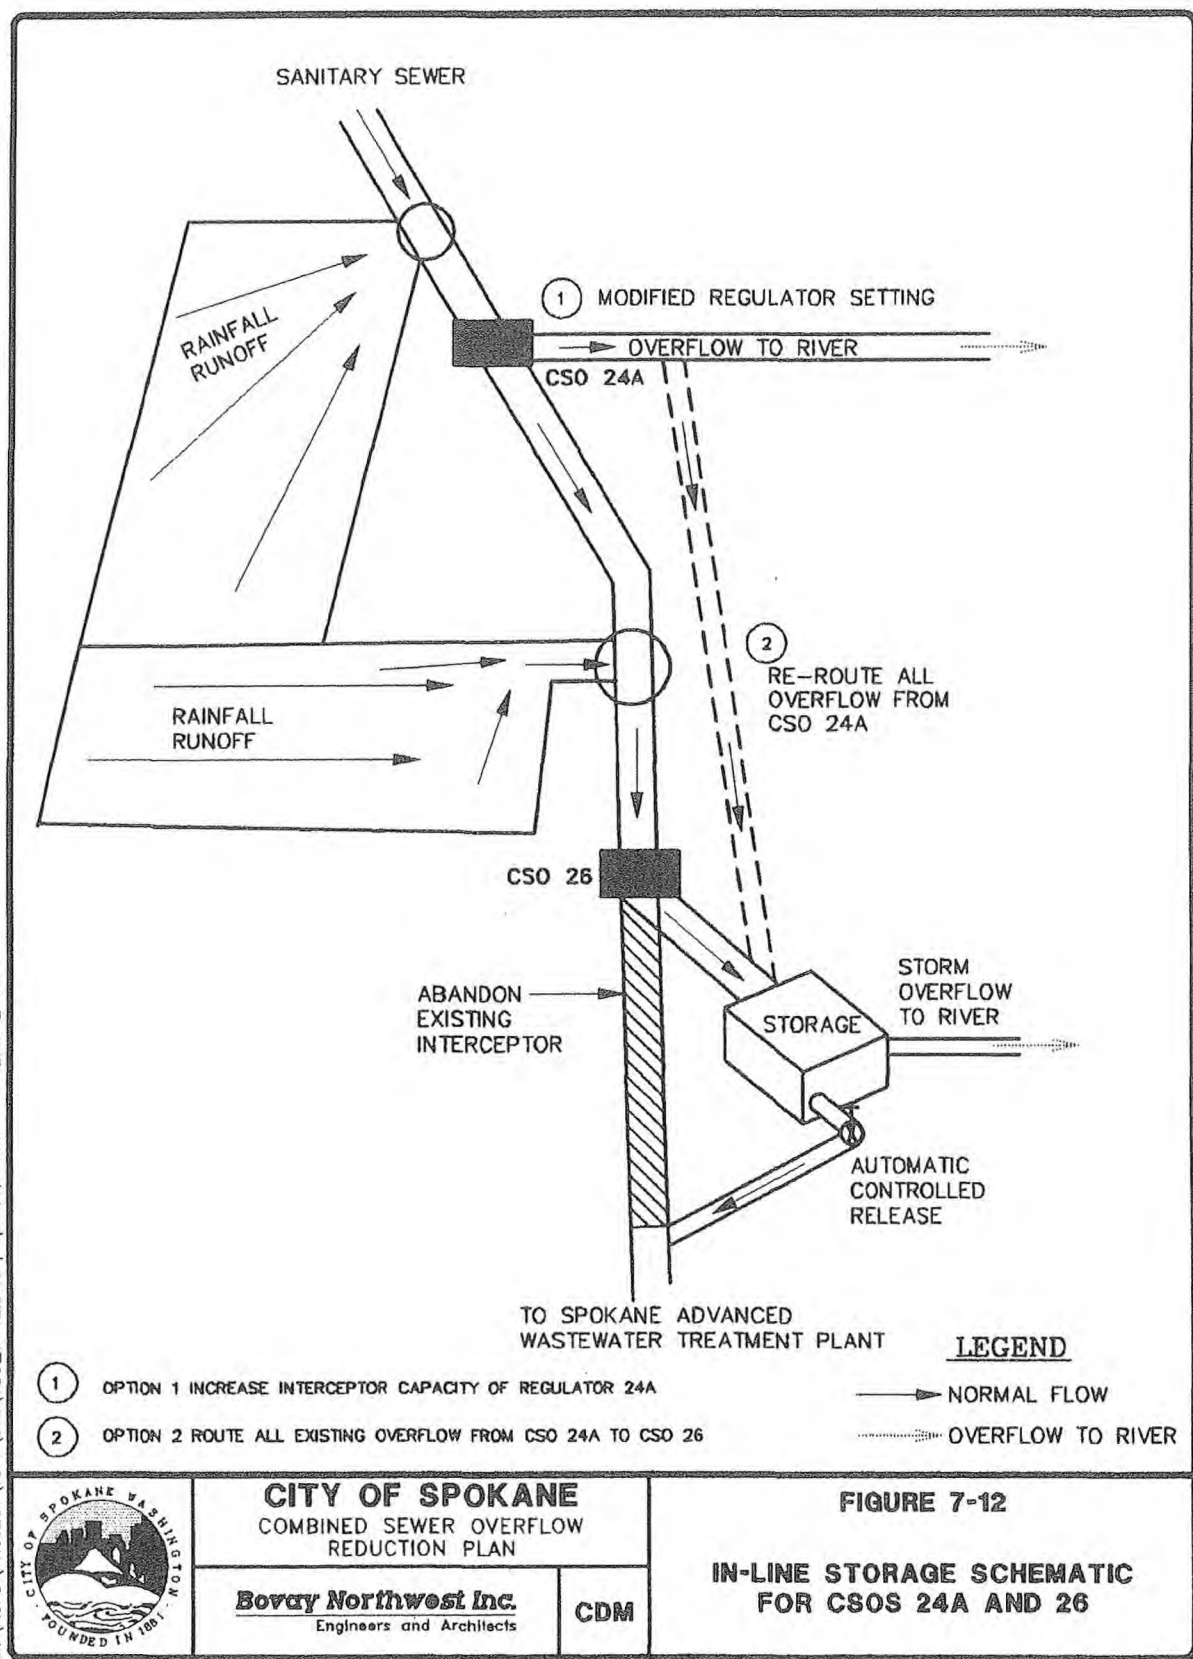 SANITARY SEWER
1 MODIFIED REGULATOR SETTING
RAINFALL
RUNOFF
OVERFLOW TO RIVER
CSO 24A
2
RE-ROUTE ALL
OVERFLOW FROM
CSO 24A
RAINFALL
RUNOFF
CSO 26
ABANDON
EXISTING
INTERCEPTOR
STORAGE
STORM
OVERFLOW
TO RIVER
AUTOMATIC
CONTROLLED
RELEASE
TO SPOKANE ADVANCED
WASTEWATER TREATMENT PLANT
LEGEND
NORMAL FLOW
OVERFLOW TO RIVER
1 OPTION 1 INCREASE INTERCEPTOR CAPACITY OF REGULATOR 24A
2 OPTION 2 ROUTE ALL EXISTING OVERFLOW FROM CSO 24A TO CSO 26
CITY OF SPOKANE WASHINGTON
FOUNDED IN 1881
CITY OF SPOKANE
COMBINED SEWER OVERFLOW
REDUCTION PLAN
Bovay Northwest Inc.
Engineers and Architects
CDM
FIGURE 7-12
IN-LINE STORAGE SCHEMATIC
FOR CSOS 24A AND 26